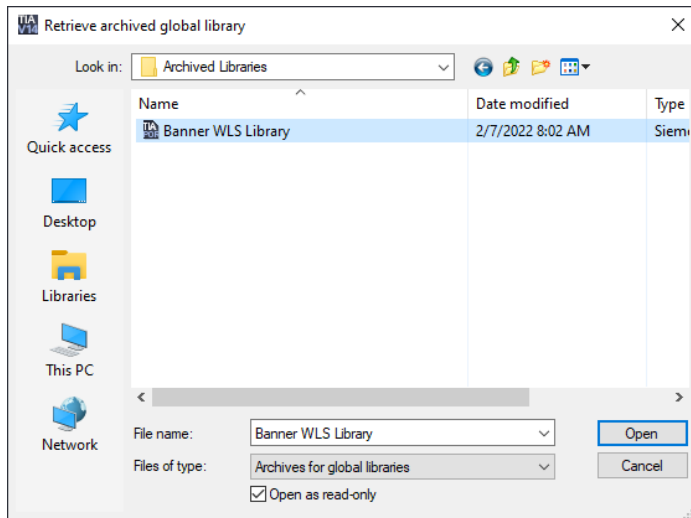 TIA
V14
Retrieve archived global library
Look in:
Archived Libraries
Name
Date modified
Type
Banner WLS Library
2/7/2022 8:02 AM
Siem
Quick access
Desktop
Libraries
This PC
Network
File name:
Banner WLS Library
Open
Files of type:
Archives for global libraries
Cancel
Open as read-only